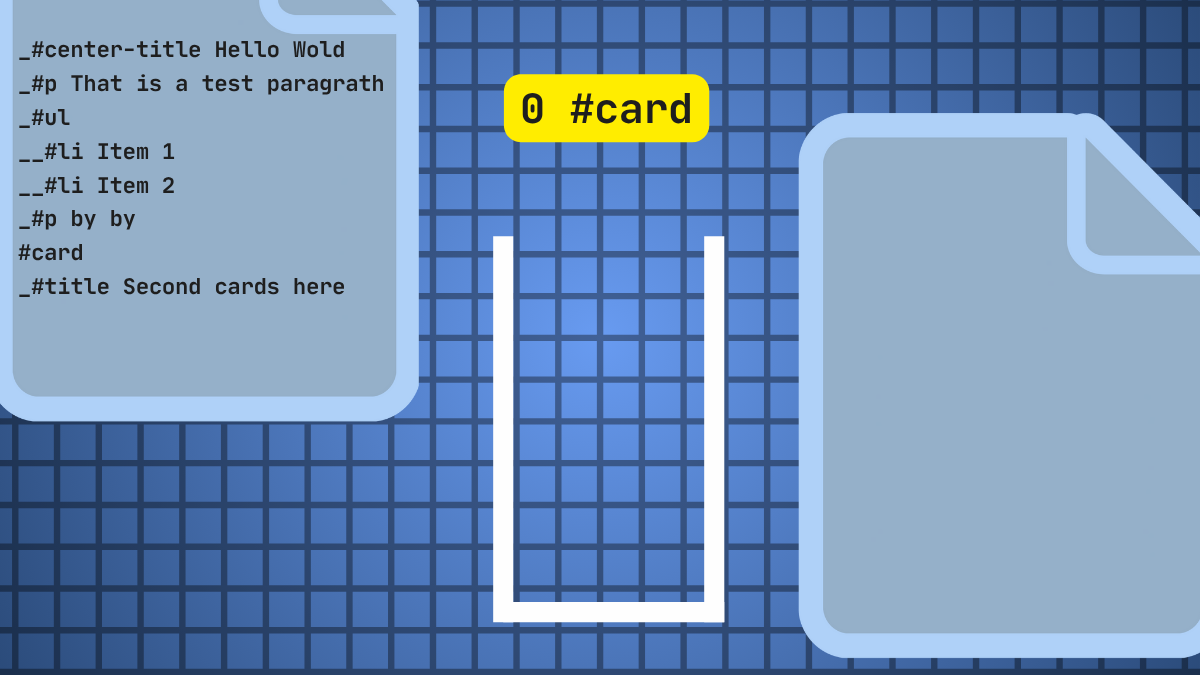 _#center-title Hello Wold
_#p That is a test paragrath
_#ul
__#li Item 1
__#li Item 2
_#p by by
#card
_#title Second cards here
0 #card